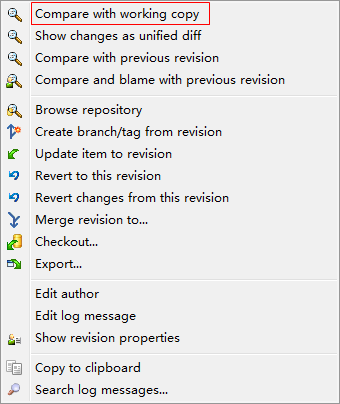 Compare with working copy
Show changes as unified diff
Compare with previous revision
Compare and blame with previous revision
Browse repository
Create branch/tag from revision
Update item to revision
Revert to this revision
Revert changes from this revision
Merge revision to...
Checkout...
Export...
Edit author
Edit log message
Show revision properties
Copy to clipboard
Search log messages...